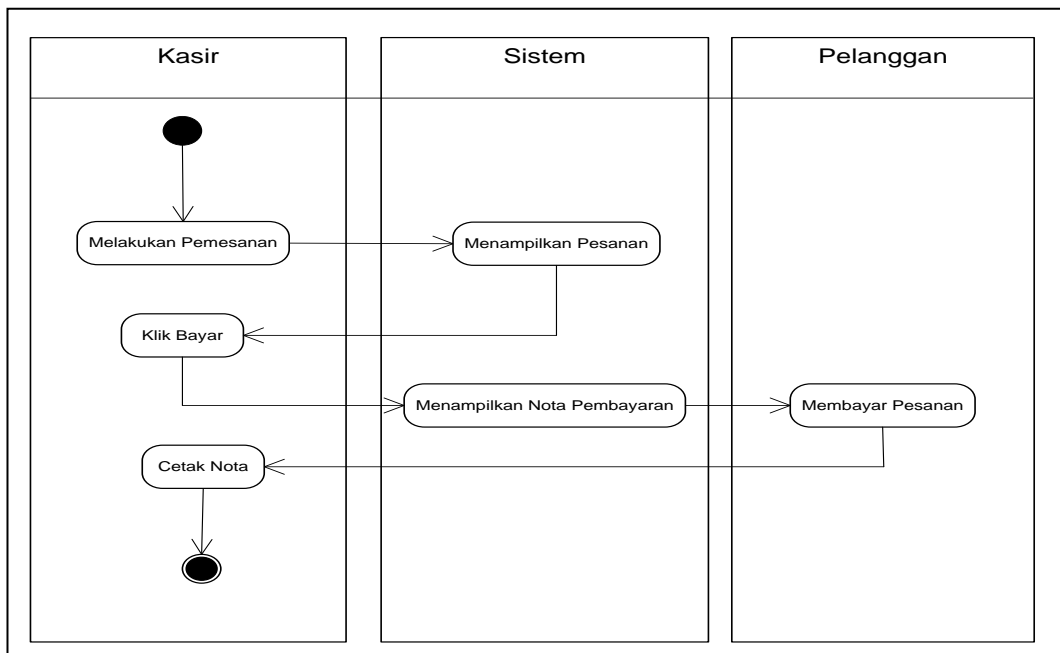 Kasir
Sistem
Pelanggan
Melakukan Pemesanan
Menampilkan Pesanan
Klik Bayar
Menampilkan Nota Pembayaran
Membayar Pesanan
Cetak Nota